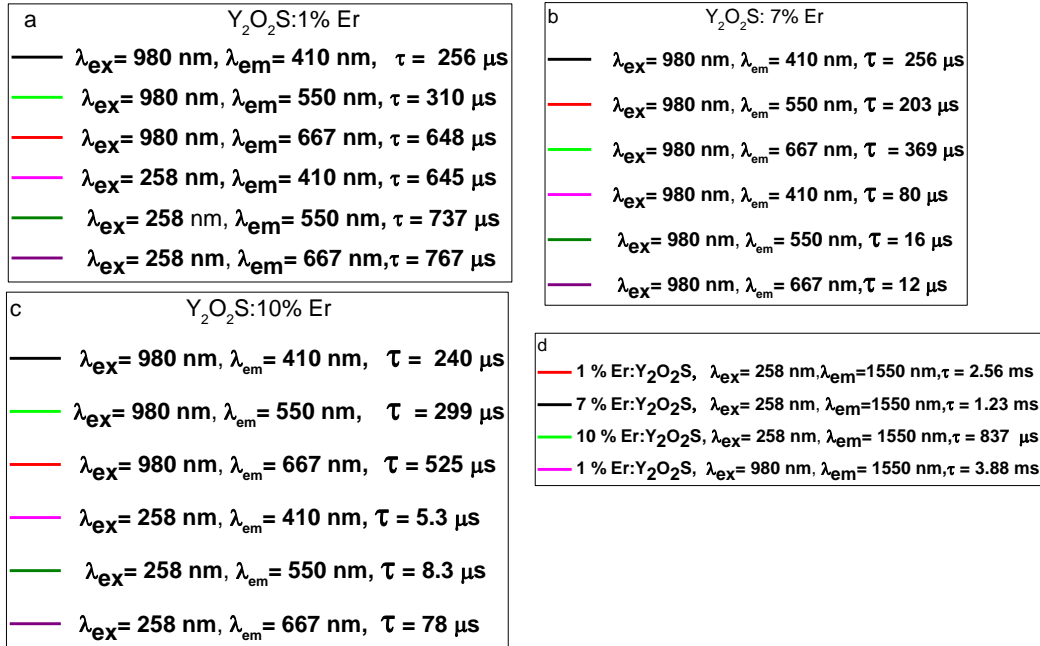 a
Y₂O₂S:1% Er
λex= 980 nm, λem= 410 nm, τ = 256 μs
λex= 980 nm, λem= 550 nm, τ = 310 μs
λex= 980 nm, λem= 667 nm, τ = 648 μs
λex= 258 nm, λem= 410 nm, τ = 645 μs
λex= 258 nm, λem= 550 nm, τ = 737 μs
λex= 258 nm, λem= 667 nm,τ = 767 μs
b
Y₂O₂S: 7% Er
λex= 980 nm, λem= 410 nm, τ = 256 μs
λex= 980 nm, λem= 550 nm, τ = 203 μs
λex= 980 nm, λem= 667 nm, τ = 369 μs
λex= 980 nm, λem= 410 nm, τ = 80 μs
λex= 980 nm, λem= 550 nm, τ = 16 μs
λex= 980 nm, λem= 667 nm,τ = 12 μs
c
Y₂O₂S:10% Er
λex= 980 nm, λem= 410 nm, τ = 240 μs
λex= 980 nm, λem= 550 nm, τ = 299 μs
λex= 980 nm, λem= 667 nm, τ = 525 μs
λex= 258 nm, λem= 410 nm, τ = 5.3 μs
λex= 258 nm, λem= 550 nm, τ = 8.3 μs
λex= 258 nm, λem= 667 nm, τ = 78 μs
d
1 % Er:Y₂O₂S, λex= 258 nm,λem=1550 nm,τ = 2.56 ms
7 % Er:Y₂O₂S, λex= 258 nm, λem=1550 nm,τ = 1.23 ms
10 % Er:Y₂O₂S, λex= 258 nm, λem= 1550 nm,τ = 837 μs
1 % Er:Y₂O₂S, λex= 980 nm, λem= 1550 nm,τ = 3.88 ms